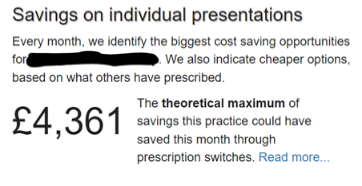 Savings on individual presentations
Every month, we identify the biggest cost saving opportunities
for . We also indicate cheaper options,
based on what others have prescribed.
£4,361
The theoretical maximum of
savings this practice could have
saved this month through
prescription switches. Read more...